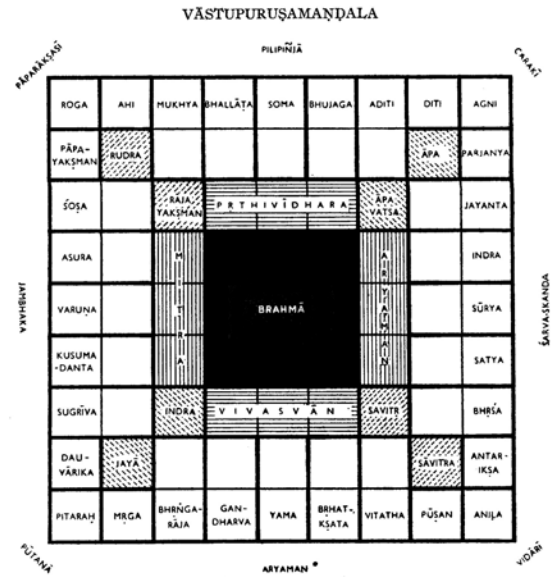 VĀSTUPURUṢAMAṆḌALA
PĀPARĀKṢASĪ
PILIPIÑJĀ
CARAKĪ
ROGA AHI MUKHYA BHALLĀṬA SOMA BHUJAGA ADITI DITI AGNI
PĀPA-
YAKṢMAN RUDRA ĀPA PARJANYA
ŚOṢA RĀJA
YAKṢMAN PṚTHIVĪDHARA ĀPA
VATSA JAYANTA
ASURA INDRA
MITRA
ARYAMAN
JAMBHAKA
VARUṆA BRAHMĀ SŪRYA
ŚARVA-SKANDA
KUSUMA
-DANTA SATYA
SUGRĪVA INDRA VIVASVĀN SAVITṚ BHṚŚA
DAU-
VĀRIKA JAYĀ SĀVITRA ANTAR-
IKṢA
PITARAḤ MṚGA BHṚṄGA-
RĀJA GAN-
DHARVA YAMA BṚHAT-
KṢATA VITATHA PŪṢAN ANILA
PŪTANĀ
ARYAMAN *
VIDĀRĪ